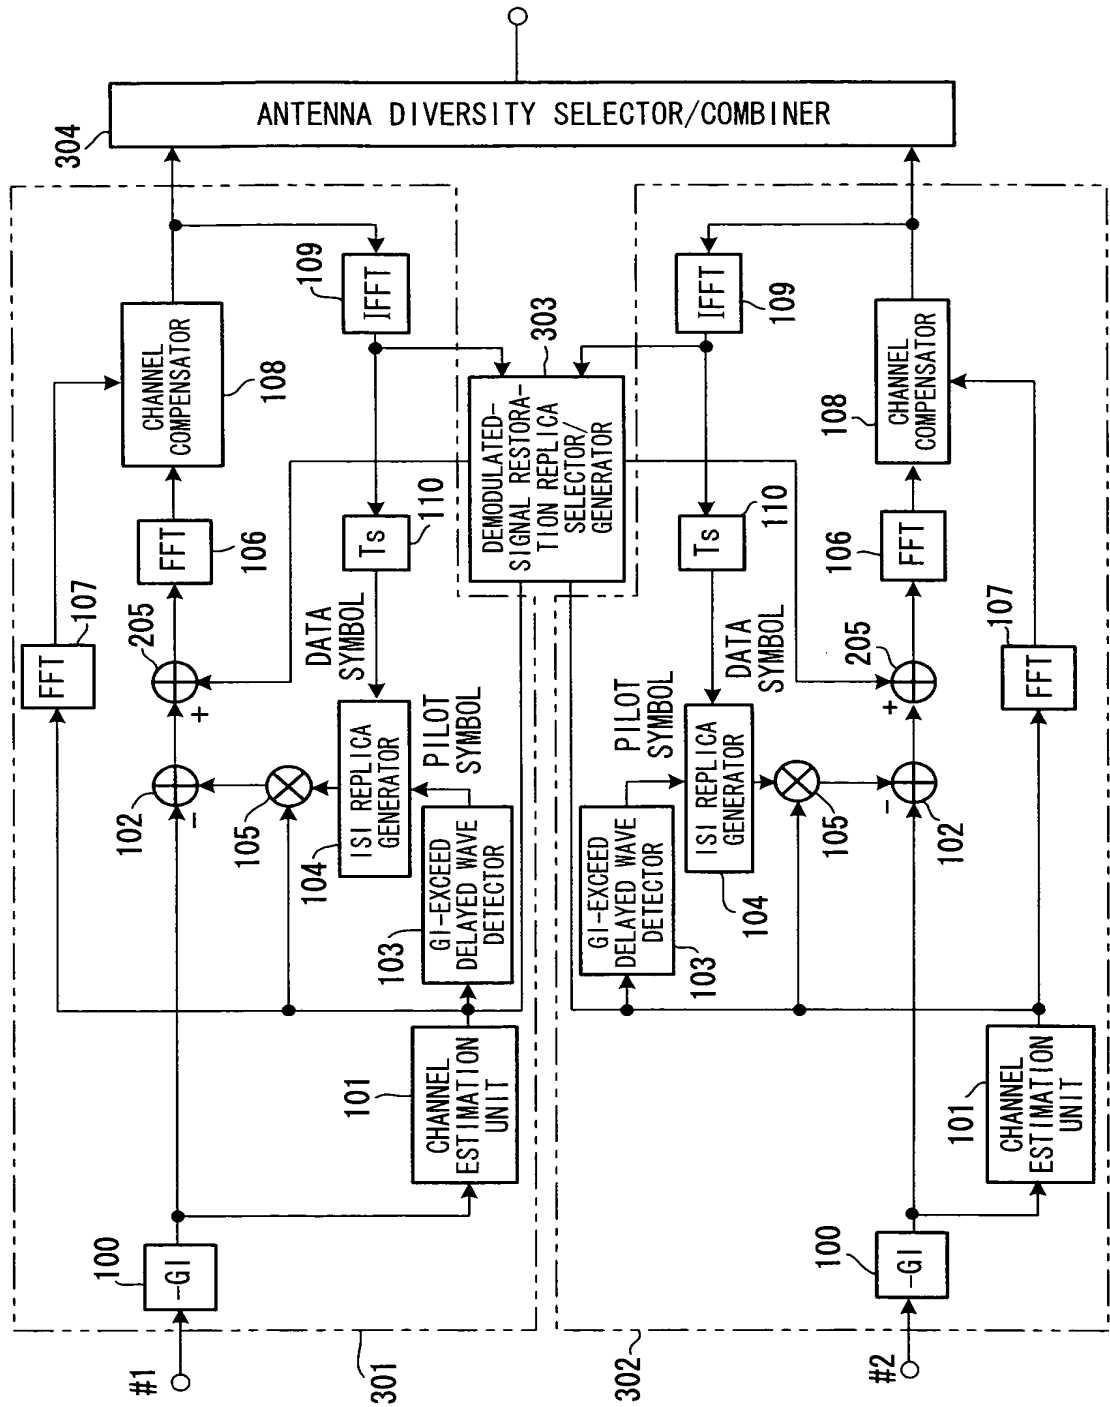 304
ANTENNA DIVERSITY SELECTOR/COMBINER
CHANNEL
COMPENSATOR
108
109
IFFT
303
IFFT
109
CHANNEL
COMPENSATOR
108
DEMODULATED-
SIGNAL RESTORA-
TION REPLICA
SELECTOR/
GENERATOR
FFT
106
Ts
110
Ts
110
106
FFT
FFT
107
205
+
DATA
SYMBOL
DATA
SYMBOL
205
+
107
FFT
102
-
105
ISI REPLICA
GENERATOR
104
PILOT
SYMBOL
PILOT
SYMBOL
ISI REPLICA
GENERATOR
104
105
-
102
103
GI-EXCEED
DELAYED WAVE
DETECTOR
GI-EXCEED
DELAYED WAVE
DETECTOR
103
101
CHANNEL
ESTIMATION
UNIT
101
CHANNEL
ESTIMATION
UNIT
100
-GI
100
-GI
#1
301
302
#2